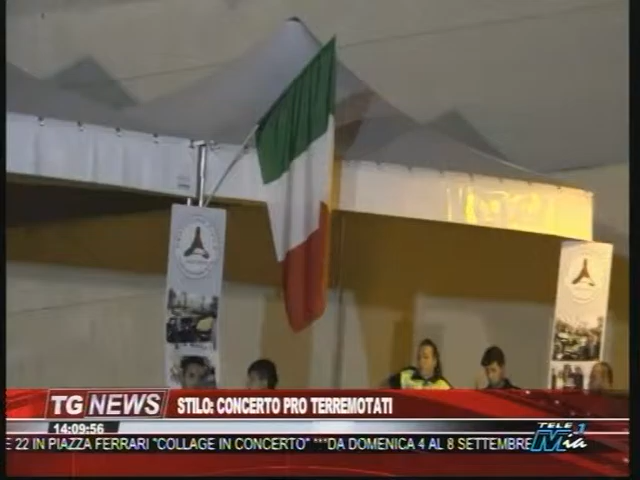 TG NEWS
STILO: CONCERTO PRO TERREMOTATI
14:09:56
E 22 IN PIAZZA FERRARI "COLLAGE IN CONCERTO" ***DA DOMENICA 4 AL 8 SETTEMBRE
TELE 1
Mia